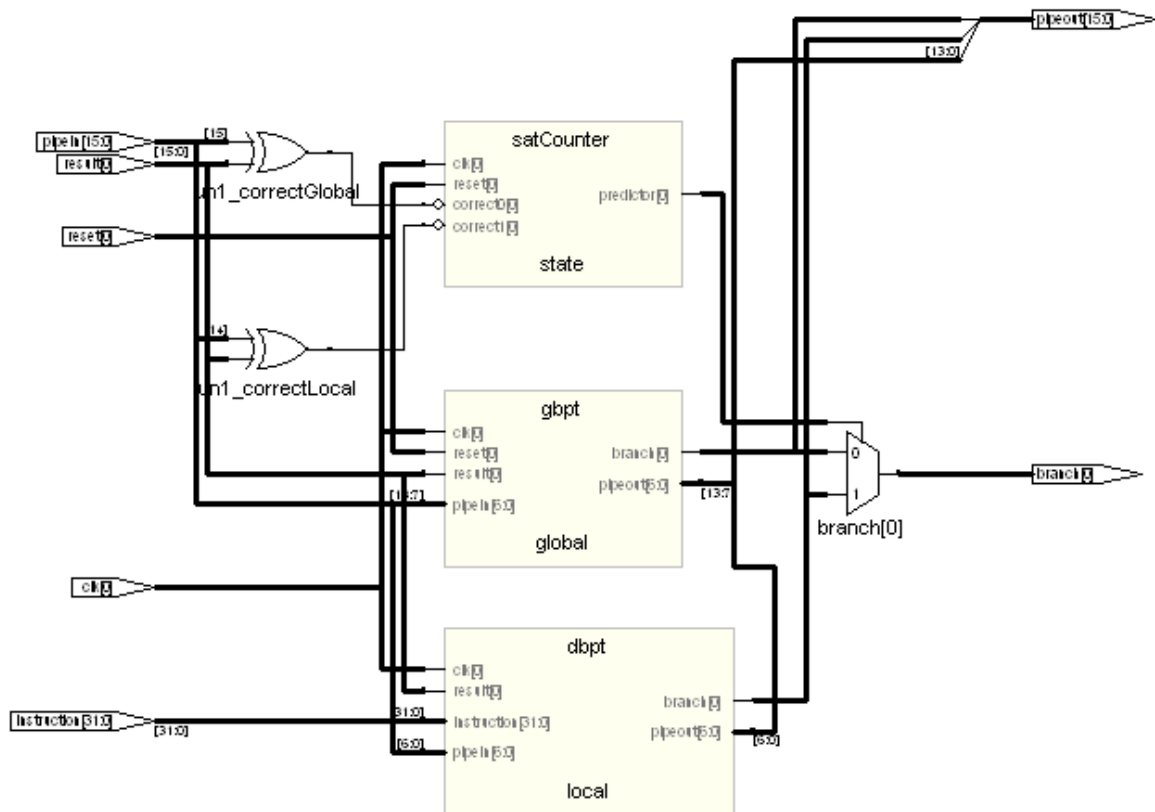 pipeout[15:0]
[13:0]
pipein[15:0]
[15]
[15:0]
result[0]
un1_correctGlobal
reset[0]
[14]
un1_correctLocal
satCounter
clk[0]
reset[0]
correct0[0]
correct1[0]
predictor[0]
state
gbpt
clk[0]
reset[0]
result[0]
[13:7]
pipein[6:0]
branch[0]
pipeout[6:0]
[13:7
global
0
1
branch[0]
branch[0]
clk[0]
dbpt
clk[0]
result[0]
[31:0]
instruction[31:0]
[6:0]
pipein[6:0]
branch[0]
pipeout[6:0]
[6:0]
local
instruction[31:0]
[31:0]